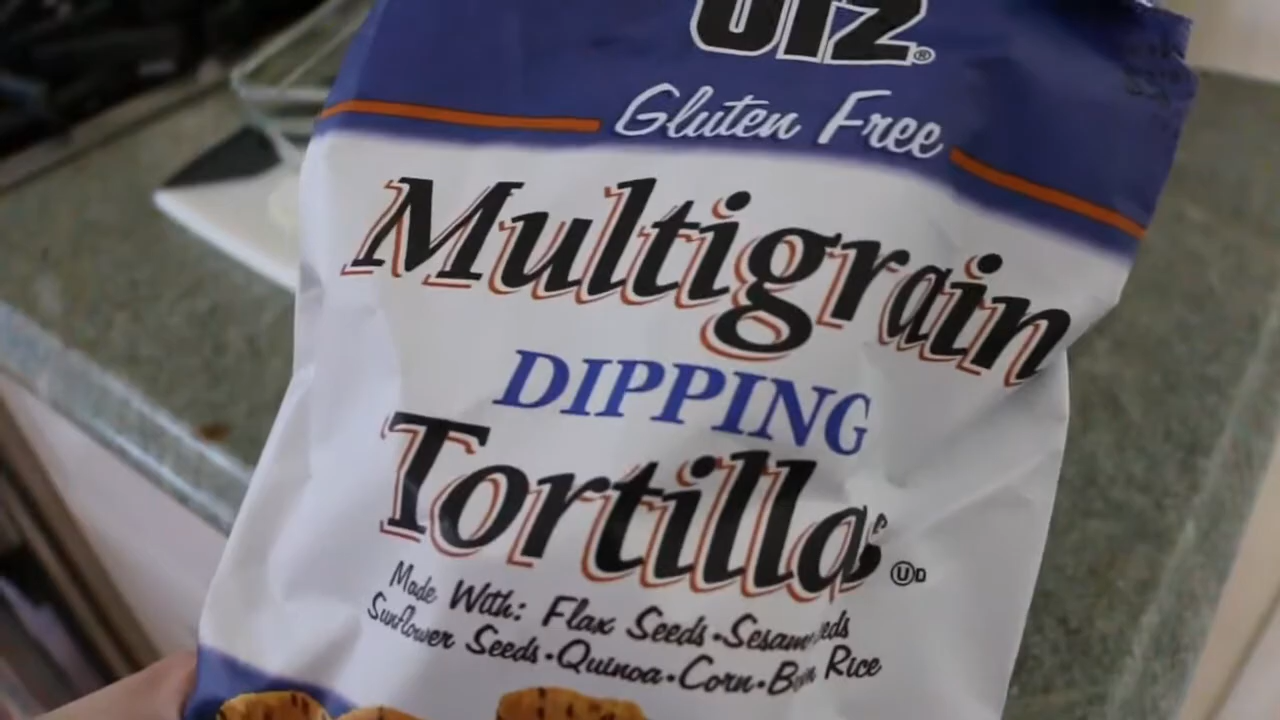 UTZ®
Gluten Free
Multigrain
DIPPING
Tortillas
Ⓤ D
Made With: Flax Seeds • Sesame Seeds
Sunflower Seeds • Quinoa • Corn • Brown Rice